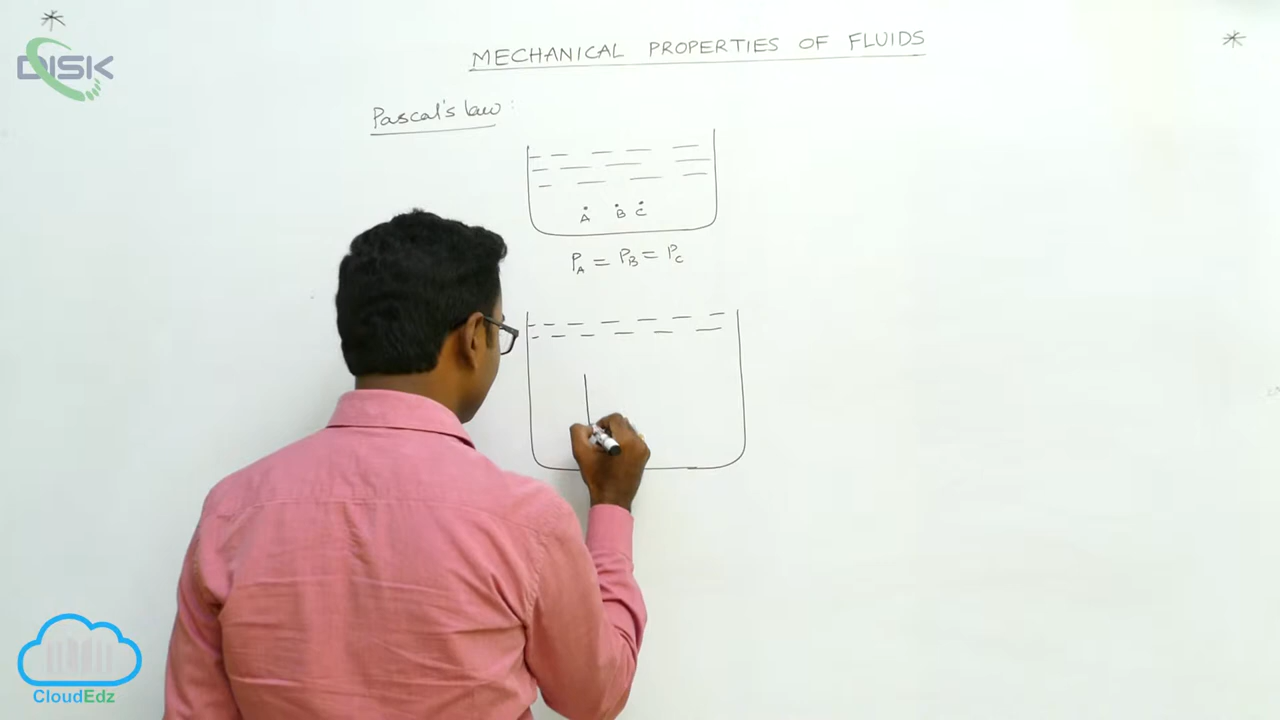 *
DISK
MECHANICAL PROPERTIES OF FLUIDS
*
Pascal's law :
A B C
P_A = P_B = P_C
CloudEdz